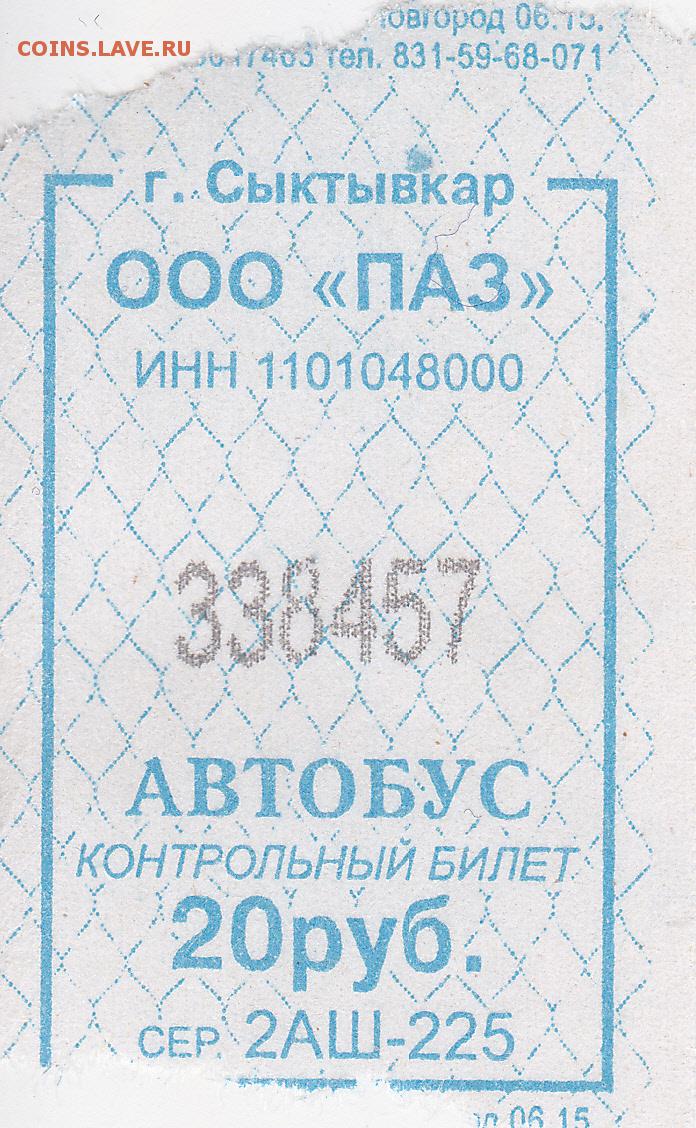 COINS.LAVE.RU
овгород 06.15.
тел. 831-59-68-071
г. Сыктывкар
ООО «ПАЗ»
ИНН 1101048000
338457
АВТОБУС
КОНТРОЛЬНЫЙ БИЛЕТ
20руб.
СЕР. 2АШ-225
06.15